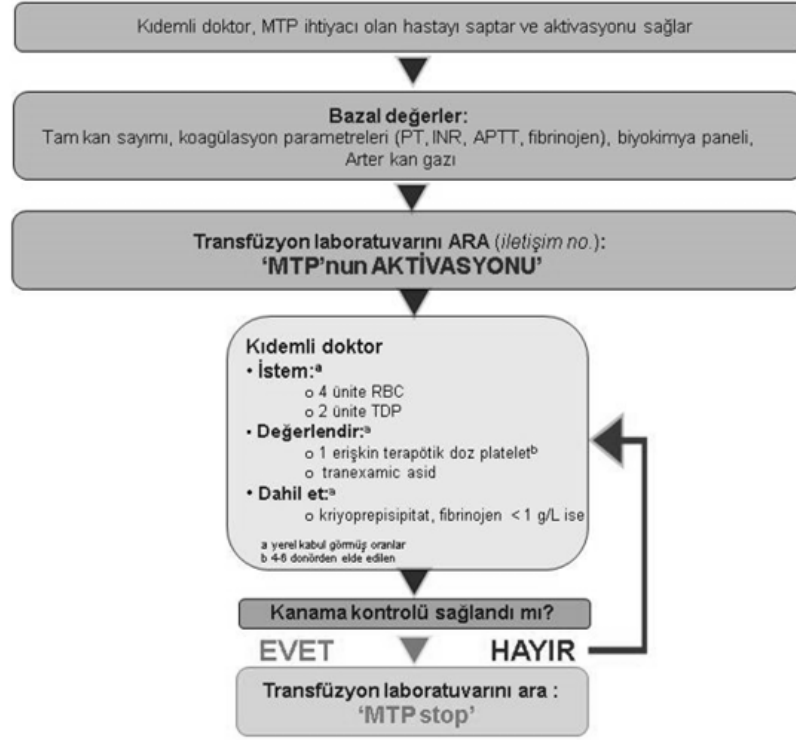 Kıdemli doktor, MTP ihtiyacı olan hastayı saptar ve aktivasyonu sağlar
Bazal değerler:
Tam kan sayımı, koagülasyon parametreleri (PT, INR, APTT, fibrinojen), biyokimya paneli,
Arter kan gazı
Transfüzyon laboratuvarını ARA (iletişim no.):
‘MTP’nun AKTİVASYONU’
Kıdemli doktor
• İstem:ª
o 4 ünite RBC
o 2 ünite TDP
• Değerlendir:ª
o 1 erişkin terapötik doz plateletᵇ
o tranexamic asid
• Dahil et:ª
o kriyoprepisipitat, fibrinojen < 1 g/L ise
a yerel kabul görmüş oranlar
b 4-6 donörden elde edilen
Kanama kontrolü sağlandı mı?
EVET HAYIR
Transfüzyon laboratuvarını ara :
‘MTP stop’